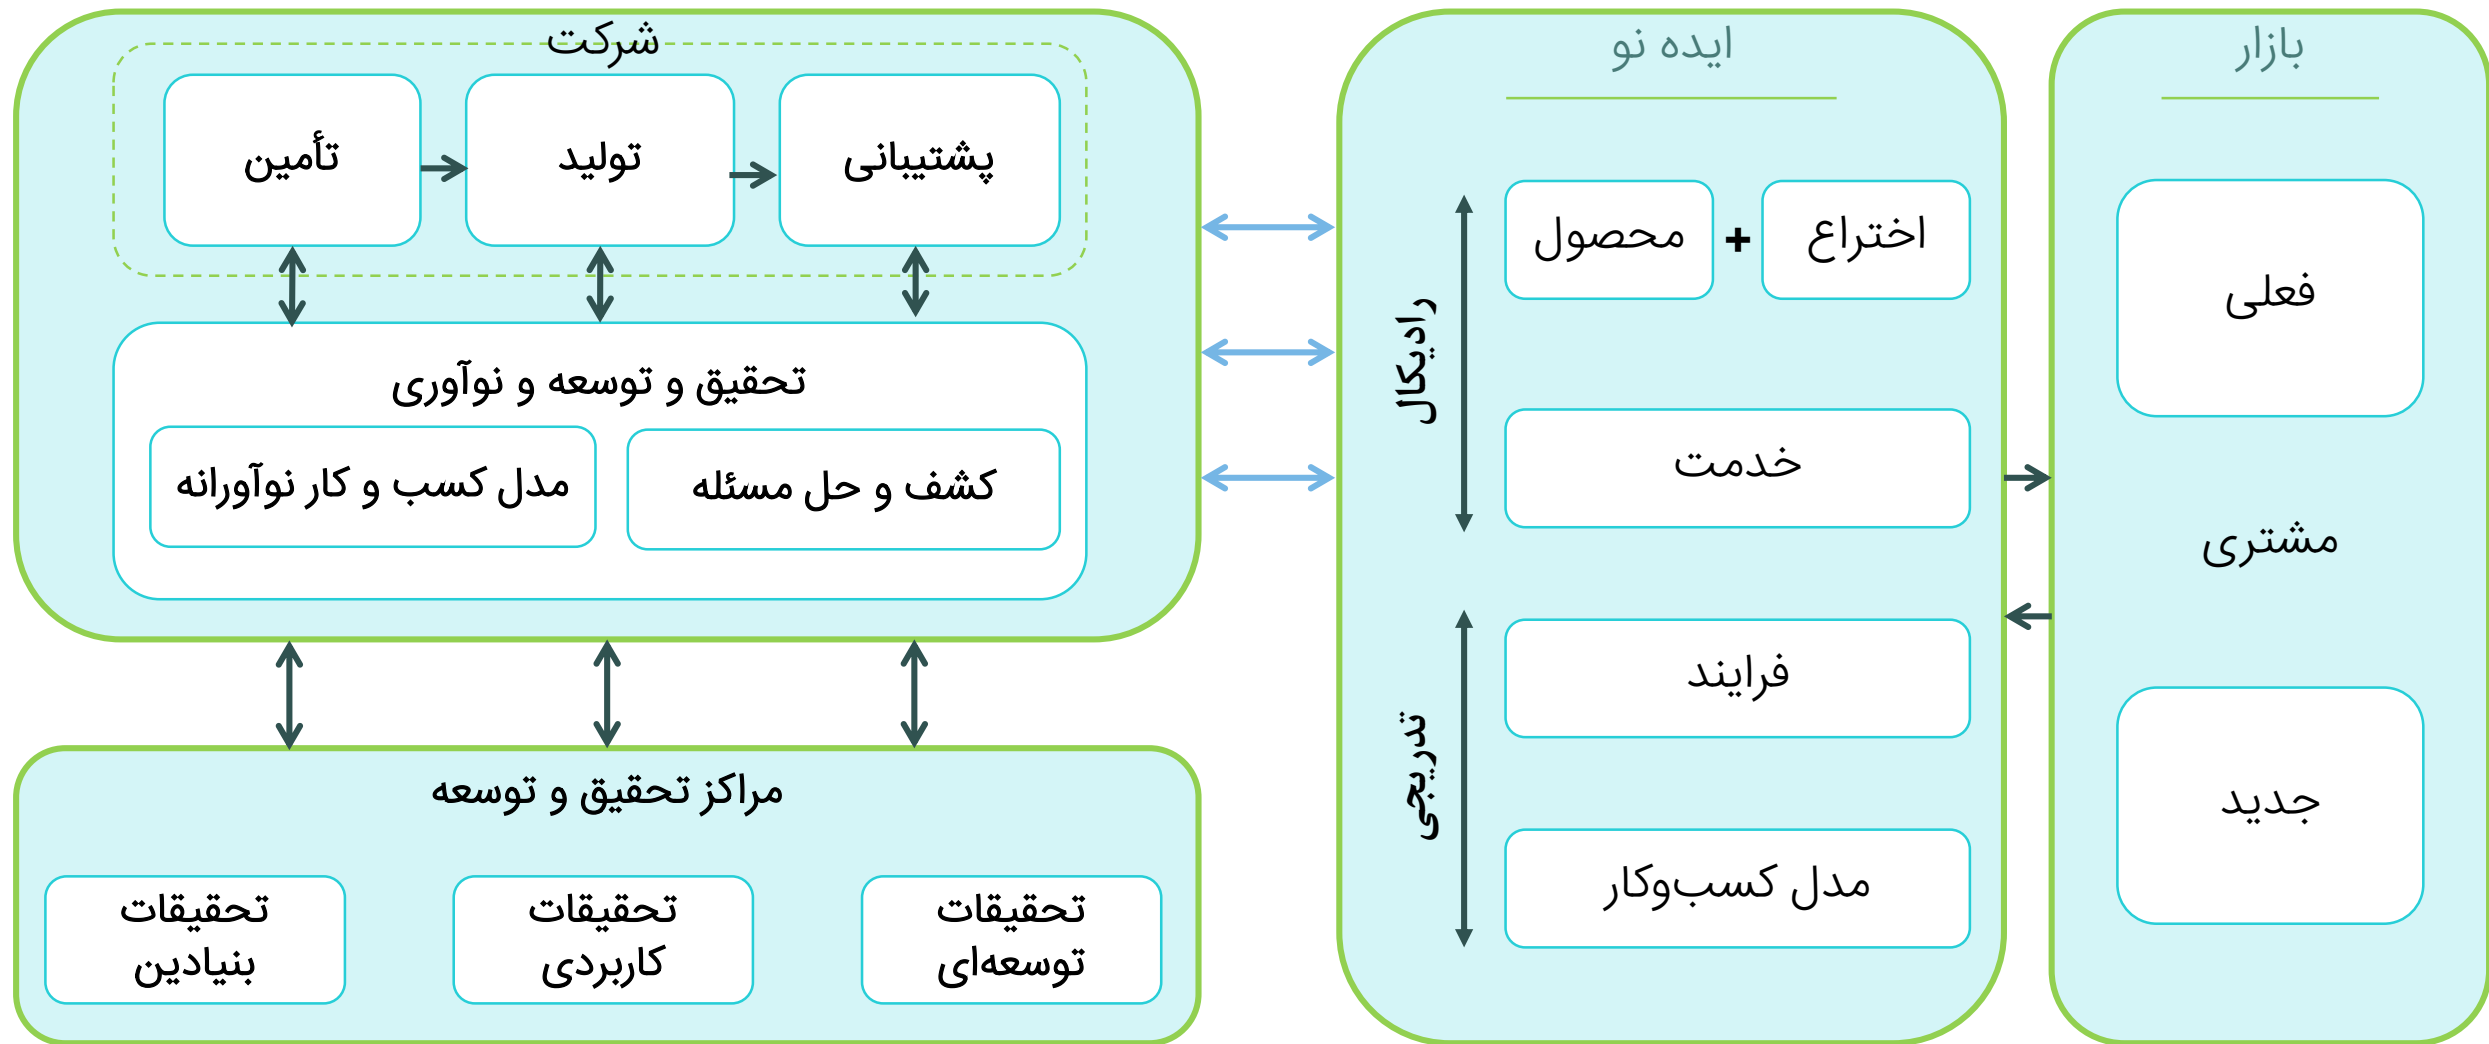 شرکت
تأمین
تولید
پشتیبانی
تحقیق و توسعه و نوآوری
مدل کسب و کار نوآورانه
کشف و حل مسئله
مراکز تحقیق و توسعه
تحقیقات
بنیادین
تحقیقات
کاربردی
تحقیقات
توسعه‌ای
ایده نو
اختراع
+
محصول
خدمت
رادیکال
فرایند
مدل کسب‌وکار
تدریجی
بازار
فعلی
مشتری
جدید